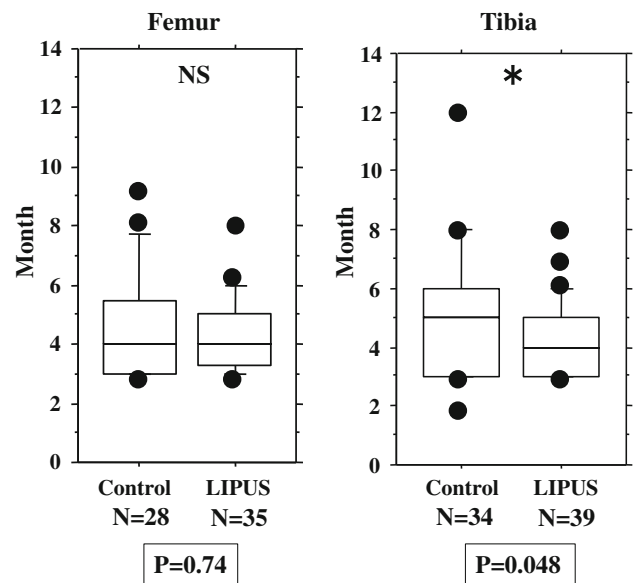 Femur
14
12
10
8
6
4
2
0
Month
NS
Control LIPUS
N=28 N=35
P=0.74
Tibia
14
12
10
8
6
4
2
0
Month
*
Control LIPUS
N=34 N=39
P=0.048